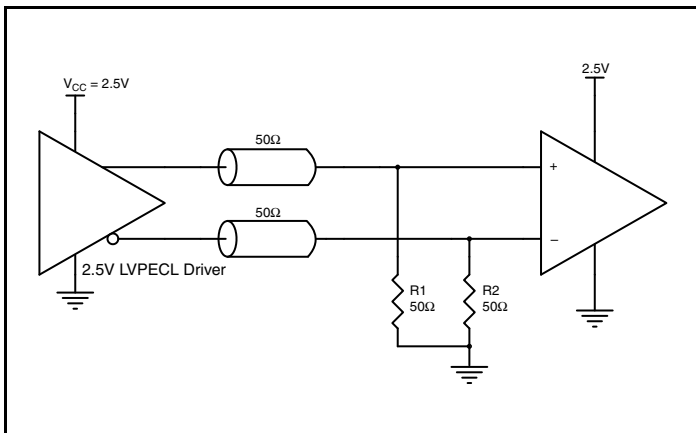 V_CC = 2.5V
2.5V
50Ω
50Ω
+
−
2.5V LVPECL Driver
R1
50Ω
R2
50Ω